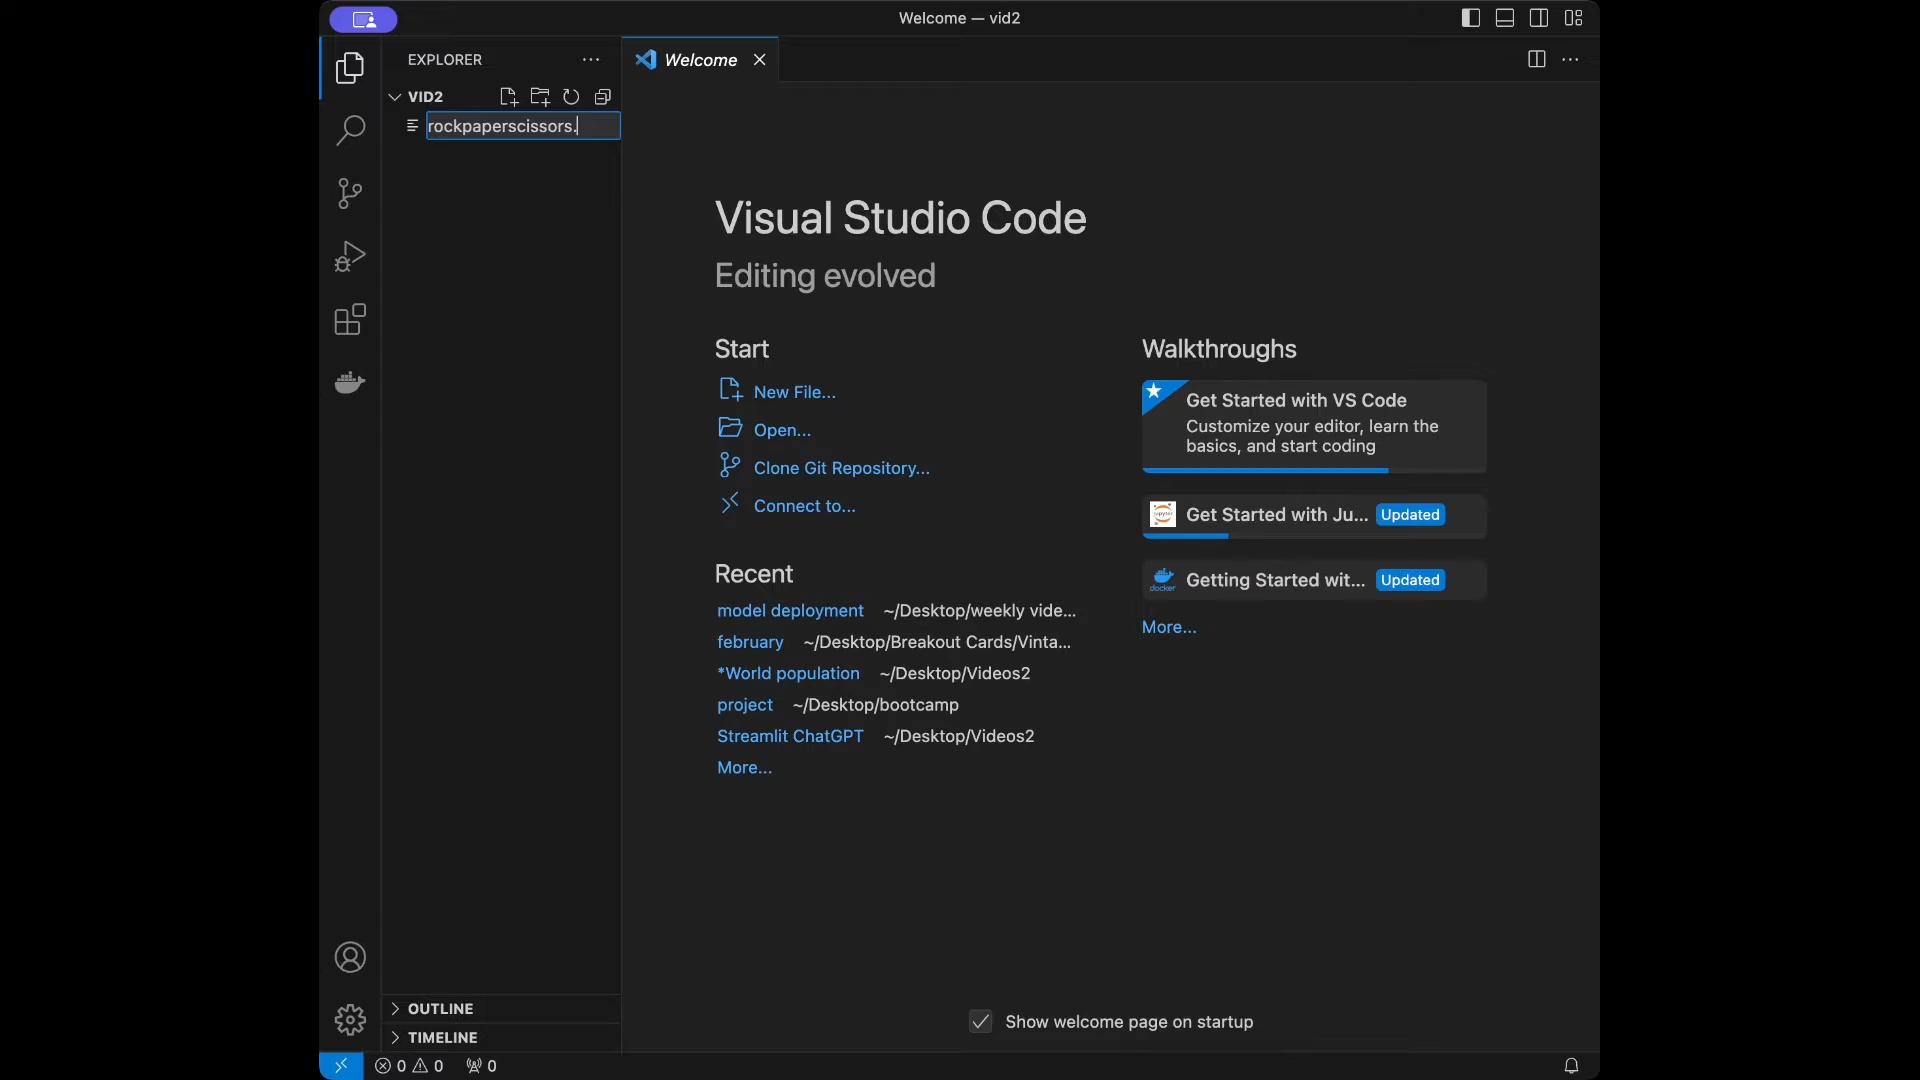 Welcome — vid2
EXPLORER
Welcome
VID2
rockpaperscissors.
Visual Studio Code
Editing evolved
Start
New File...
Open...
Clone Git Repository...
Connect to...
Recent
model deployment ~/Desktop/weekly vide...
february ~/Desktop/Breakout Cards/Vinta...
*World population ~/Desktop/Videos2
project ~/Desktop/bootcamp
Streamlit ChatGPT ~/Desktop/Videos2
More...
Walkthroughs
Get Started with VS Code
Customize your editor, learn the
basics, and start coding
jupyter
Get Started with Ju... Updated
docker
Getting Started wit... Updated
More...
Show welcome page on startup
OUTLINE
TIMELINE
0 0 0